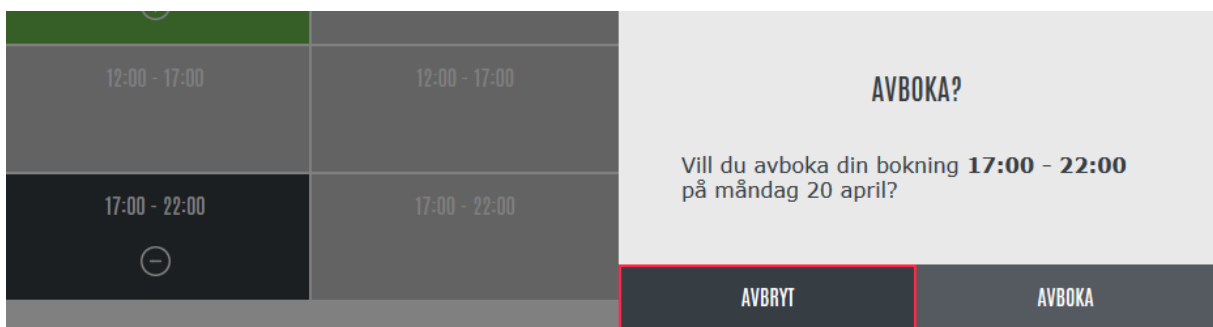 12:00 - 17:00
12:00 - 17:00
17:00 - 22:00
17:00 - 22:00
AVBOKA?
Vill du avboka din bokning 17:00 - 22:00
på måndag 20 april?
AVBRYT
AVBOKA